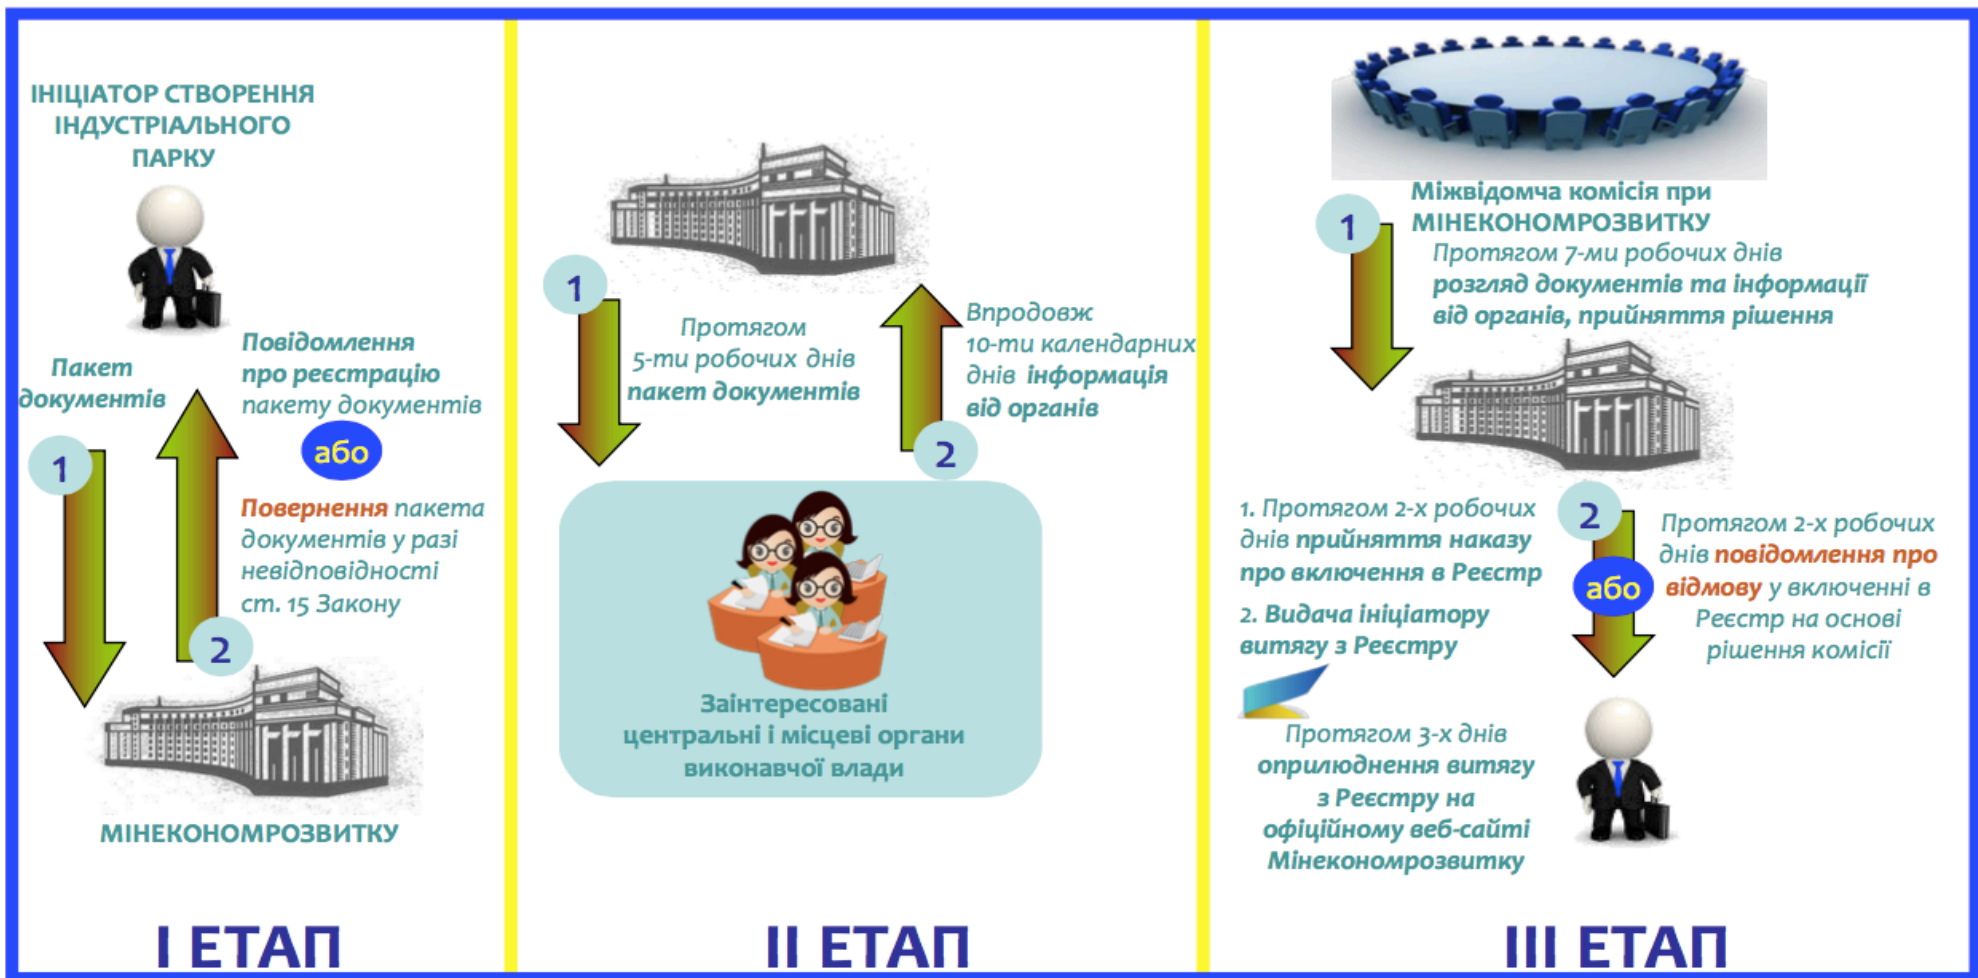 ІНІЦІАТОР СТВОРЕННЯ
ІНДУСТРІАЛЬНОГО
ПАРКУ
Пакет
документів
1
Повідомлення
про реєстрацію
пакету документів
або
Повернення пакета
документів у разі
невідповідності
ст. 15 Закону
2
МІНЕКОНОМРОЗВИТКУ
І ЕТАП
1
Протягом
5-ти робочих днів
пакет документів
Впродовж
10-ти календарних
днів інформація
від органів
2
Заінтересовані
центральні і місцеві органи
виконавчої влади
ІІ ЕТАП
1
Міжвідомча комісія при
МІНЕКОНОМРОЗВИТКУ
Протягом 7-ми робочих днів
розгляд документів та інформації
від органів, прийняття рішення
1. Протягом 2-х робочих
днів прийняття наказу
про включення в Реєстр
2. Видача ініціатору
витягу з Реєстру
2
або
Протягом 2-х робочих
днів повідомлення про
відмову у включенні в
Реєстр на основі
рішення комісії
Протягом 3-х днів
оприлюднення витягу
з Реєстру на
офіційному веб-сайті
Мінекономрозвитку
ІІІ ЕТАП